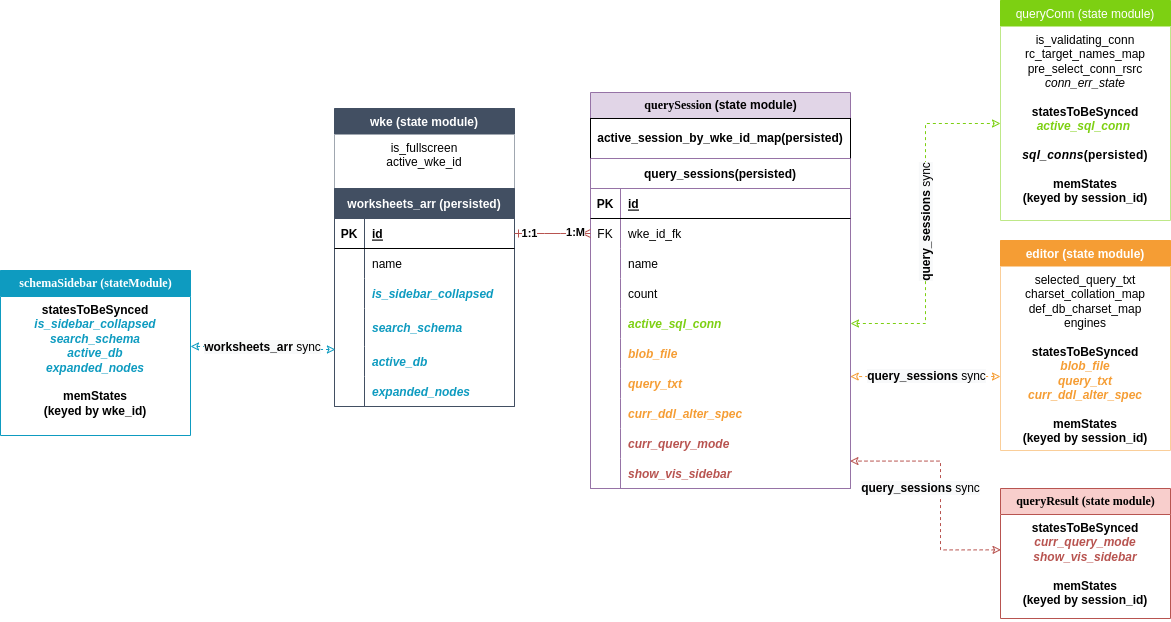 schemaSidebar (stateModule)
statesToBeSynced
is_sidebar_collapsed
search_schema
active_db
expanded_nodes
memStates
(keyed by wke_id)
worksheets_arr sync
wke (state module)
is_fullscreen
active_wke_id
worksheets_arr (persisted)
PK id
name
is_sidebar_collapsed
search_schema
active_db
expanded_nodes
1:1
1:M
querySession (state module)
active_session_by_wke_id_map(persisted)
query_sessions(persisted)
PK id
FK wke_id_fk
name
count
active_sql_conn
blob_file
query_txt
curr_ddl_alter_spec
curr_query_mode
show_vis_sidebar
query_sessions sync
query_sessions sync
query_sessions sync
queryConn (state module)
is_validating_conn
rc_target_names_map
pre_select_conn_rsrc
conn_err_state
statesToBeSynced
active_sql_conn
sql_conns(persisted)
memStates
(keyed by session_id)
editor (state module)
selected_query_txt
charset_collation_map
def_db_charset_map
engines
statesToBeSynced
blob_file
query_txt
curr_ddl_alter_spec
memStates
(keyed by session_id)
queryResult (state module)
statesToBeSynced
curr_query_mode
show_vis_sidebar
memStates
(keyed by session_id)